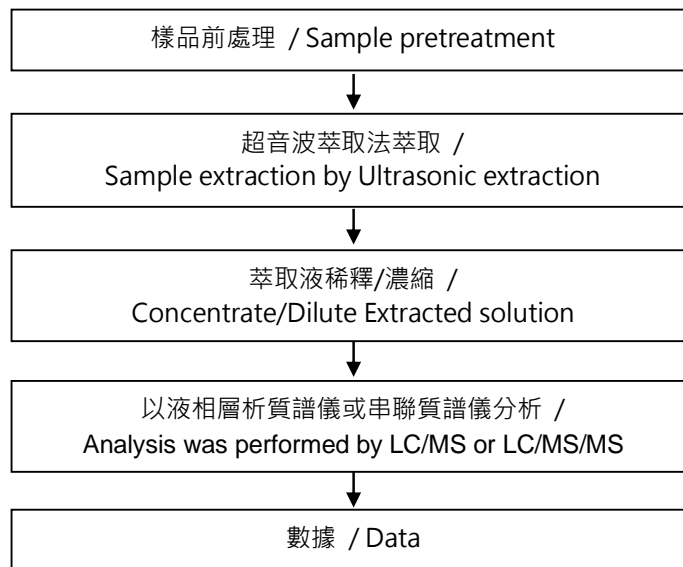 樣品前處理 / Sample pretreatment
超音波萃取法萃取 /
Sample extraction by Ultrasonic extraction
萃取液稀釋/濃縮 /
Concentrate/Dilute Extracted solution
以液相層析質譜儀或串聯質譜儀分析 /
Analysis was performed by LC/MS or LC/MS/MS
數據 / Data